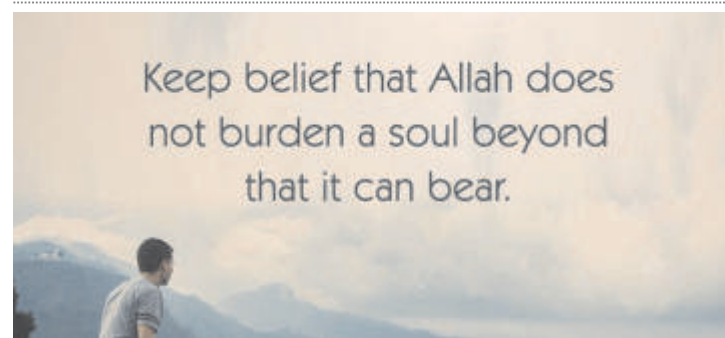 Keep belief that Allah does
not burden a soul beyond
that it can bear.